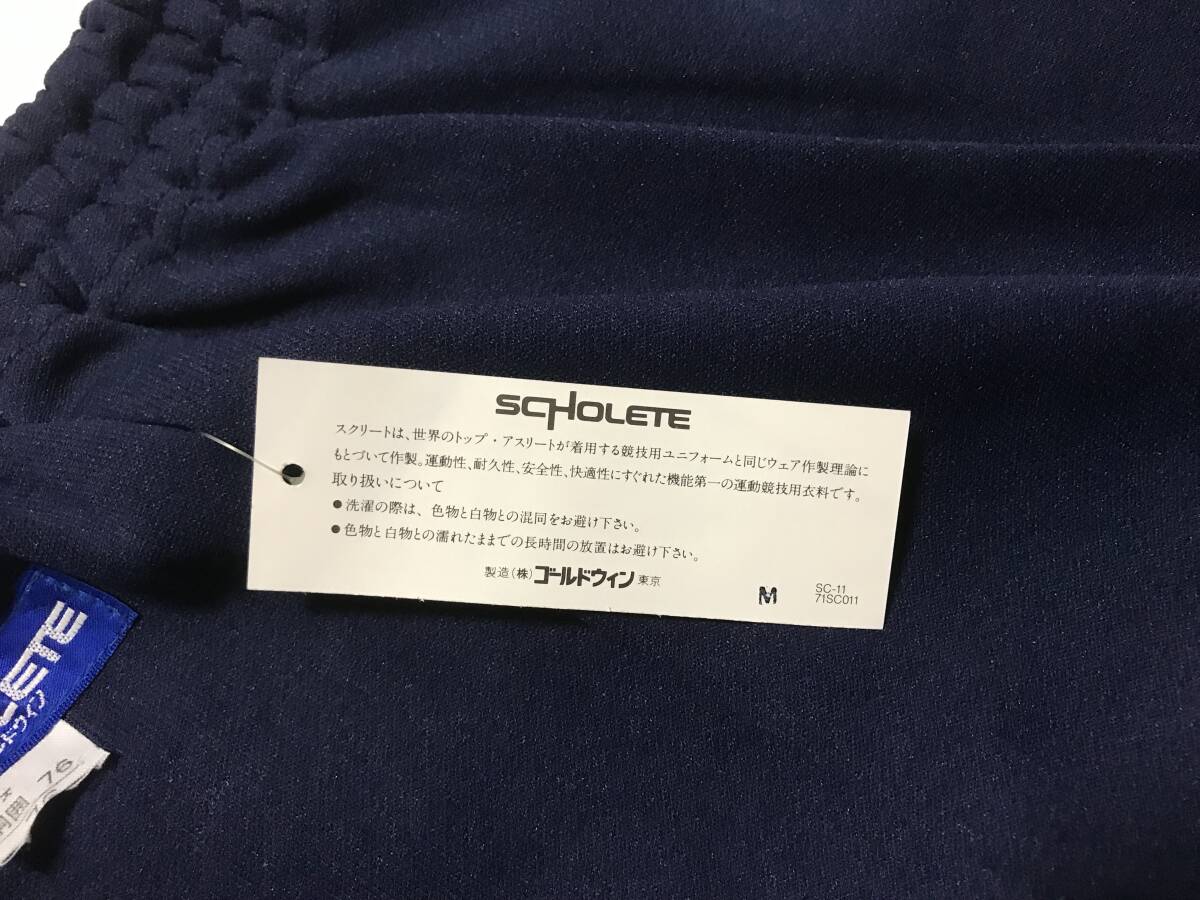 SCHOLETE
スクリートは、世界のトップ・アスリートが着用する競技用ユニフォームと同じウェア作製理論に
もとづいて作製。運動性、耐久性、安全性、快適性にすぐれた機能第一の運動競技用衣料です。
取り扱いについて
●洗濯の際は、色物と白物との混同をお避け下さい。
●色物と白物との濡れたままでの長時間の放置はお避け下さい。
製造(株)ゴールドウィン 東京
M
SC-11
71SC011
LETE
ドウイン
76
囲